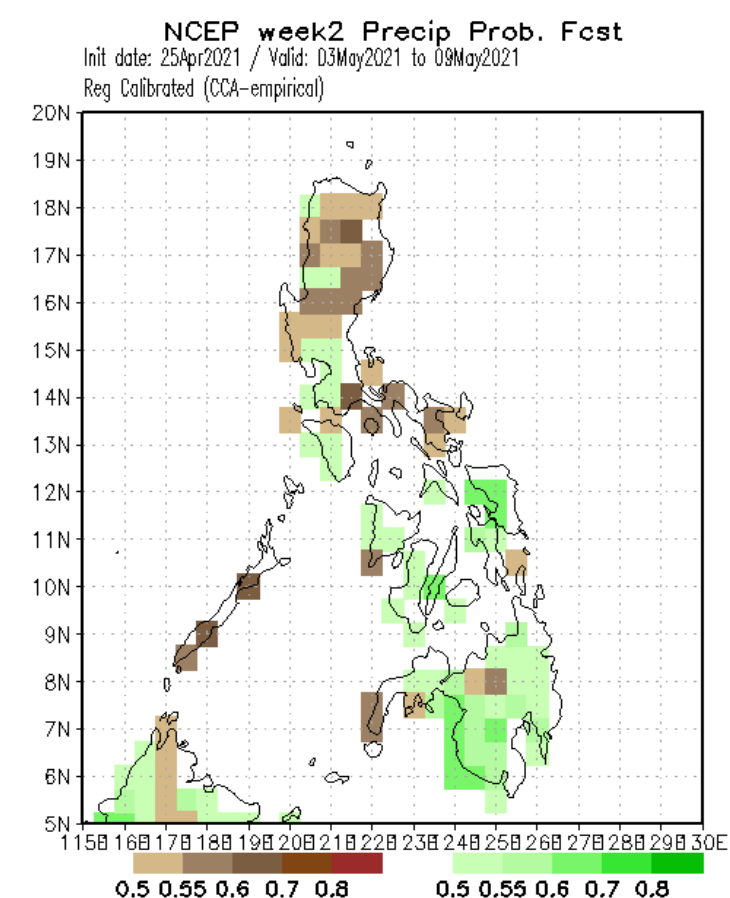 NCEP week2 Precip Prob. Fcst
Init date: 25Apr2021 / Valid: 03May2021 to 09May2021
Reg Calibrated (CCA-empirical)
20N
19N
18N
17N
16N
15N
14N
13N
12N
11N
10N
9N
8N
7N
6N
5N
115E 116E 117E 118E 119E 120E 121E 122E 123E 124E 125E 126E 127E 128E 129E 130E
0.5 0.55 0.6 0.7 0.8 0.5 0.55 0.6 0.7 0.8